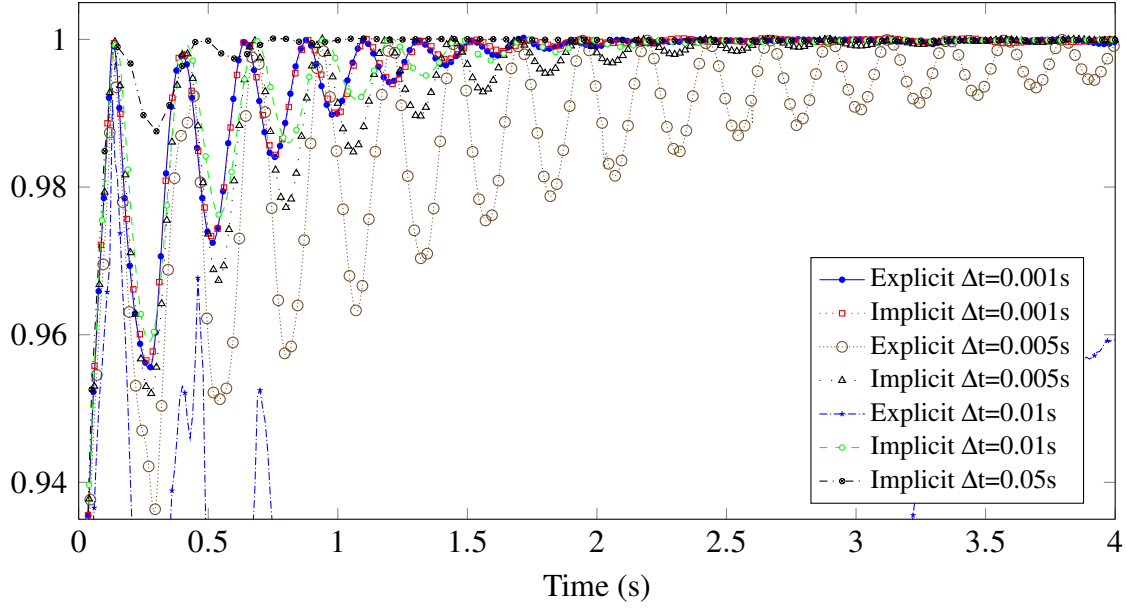 1
0.98
0.96
0.94
0
0.5
1
1.5
2
2.5
3
3.5
4
Time (s)
Explicit Δt=0.001s
Implicit Δt=0.001s
Explicit Δt=0.005s
Implicit Δt=0.005s
Explicit Δt=0.01s
Implicit Δt=0.01s
Implicit Δt=0.05s